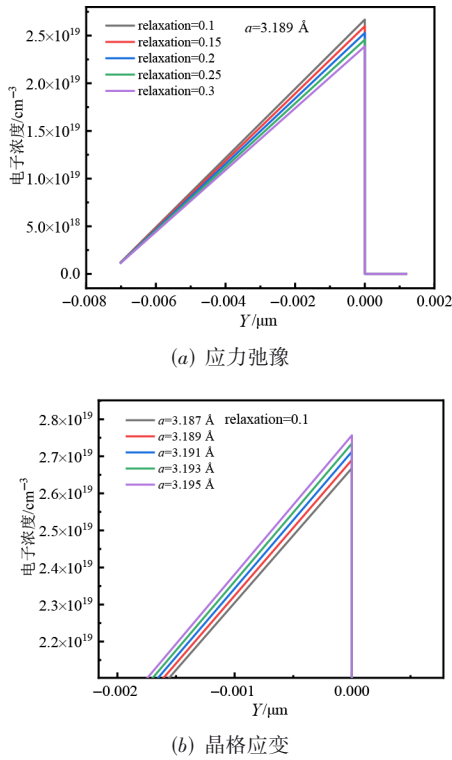 2.5×10¹⁹
2.0×10¹⁹
1.5×10¹⁹
1.0×10¹⁹
5.0×10¹⁸
0.0
电子浓度/cm⁻³
relaxation=0.1
relaxation=0.15
relaxation=0.2
relaxation=0.25
relaxation=0.3
a=3.189 Å
−0.008 −0.006 −0.004 −0.002 0.000 0.002
Y/μm
(a) 应力弛豫
2.8×10¹⁹
2.7×10¹⁹
2.6×10¹⁹
2.5×10¹⁹
2.4×10¹⁹
2.3×10¹⁹
2.2×10¹⁹
电子浓度/cm⁻³
a=3.187 Å
a=3.189 Å
a=3.191 Å
a=3.193 Å
a=3.195 Å
relaxation=0.1
−0.002 −0.001 0.000
Y/μm
(b) 晶格应变